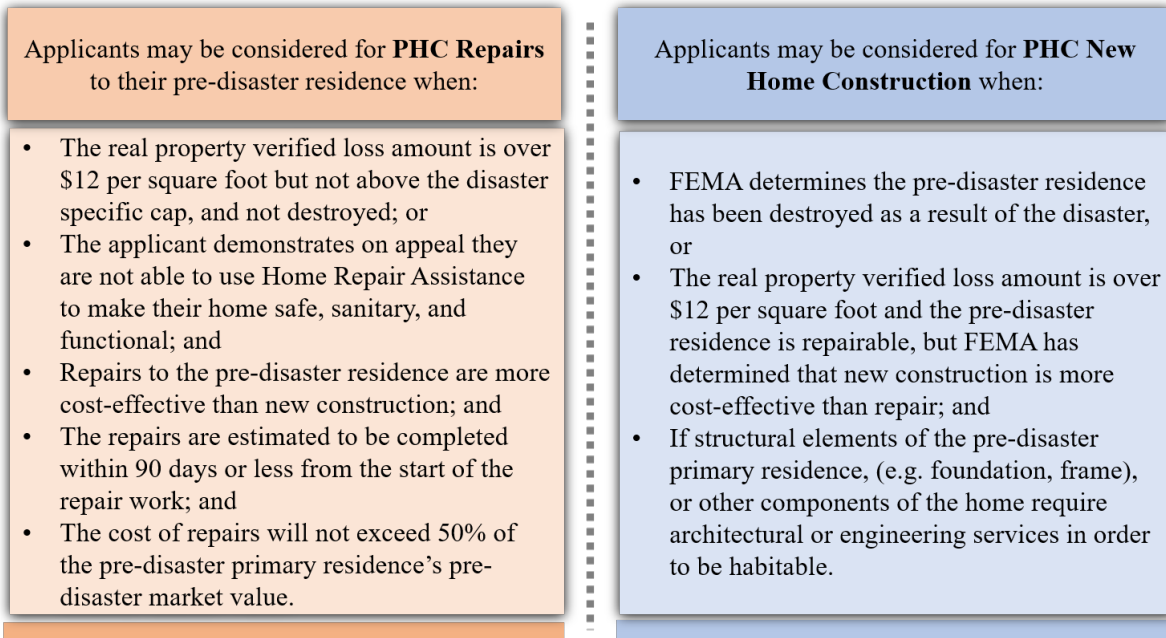 Applicants may be considered for PHC Repairs
to their pre-disaster residence when:
• The real property verified loss amount is over
$12 per square foot but not above the disaster
specific cap, and not destroyed; or
• The applicant demonstrates on appeal they
are not able to use Home Repair Assistance
to make their home safe, sanitary, and
functional; and
• Repairs to the pre-disaster residence are more
cost-effective than new construction; and
• The repairs are estimated to be completed
within 90 days or less from the start of the
repair work; and
• The cost of repairs will not exceed 50% of
the pre-disaster primary residence’s pre-
disaster market value.
Applicants may be considered for PHC New
Home Construction when:
• FEMA determines the pre-disaster residence
has been destroyed as a result of the disaster,
or
• The real property verified loss amount is over
$12 per square foot and the pre-disaster
residence is repairable, but FEMA has
determined that new construction is more
cost-effective than repair; and
• If structural elements of the pre-disaster
primary residence, (e.g. foundation, frame),
or other components of the home require
architectural or engineering services in order
to be habitable.